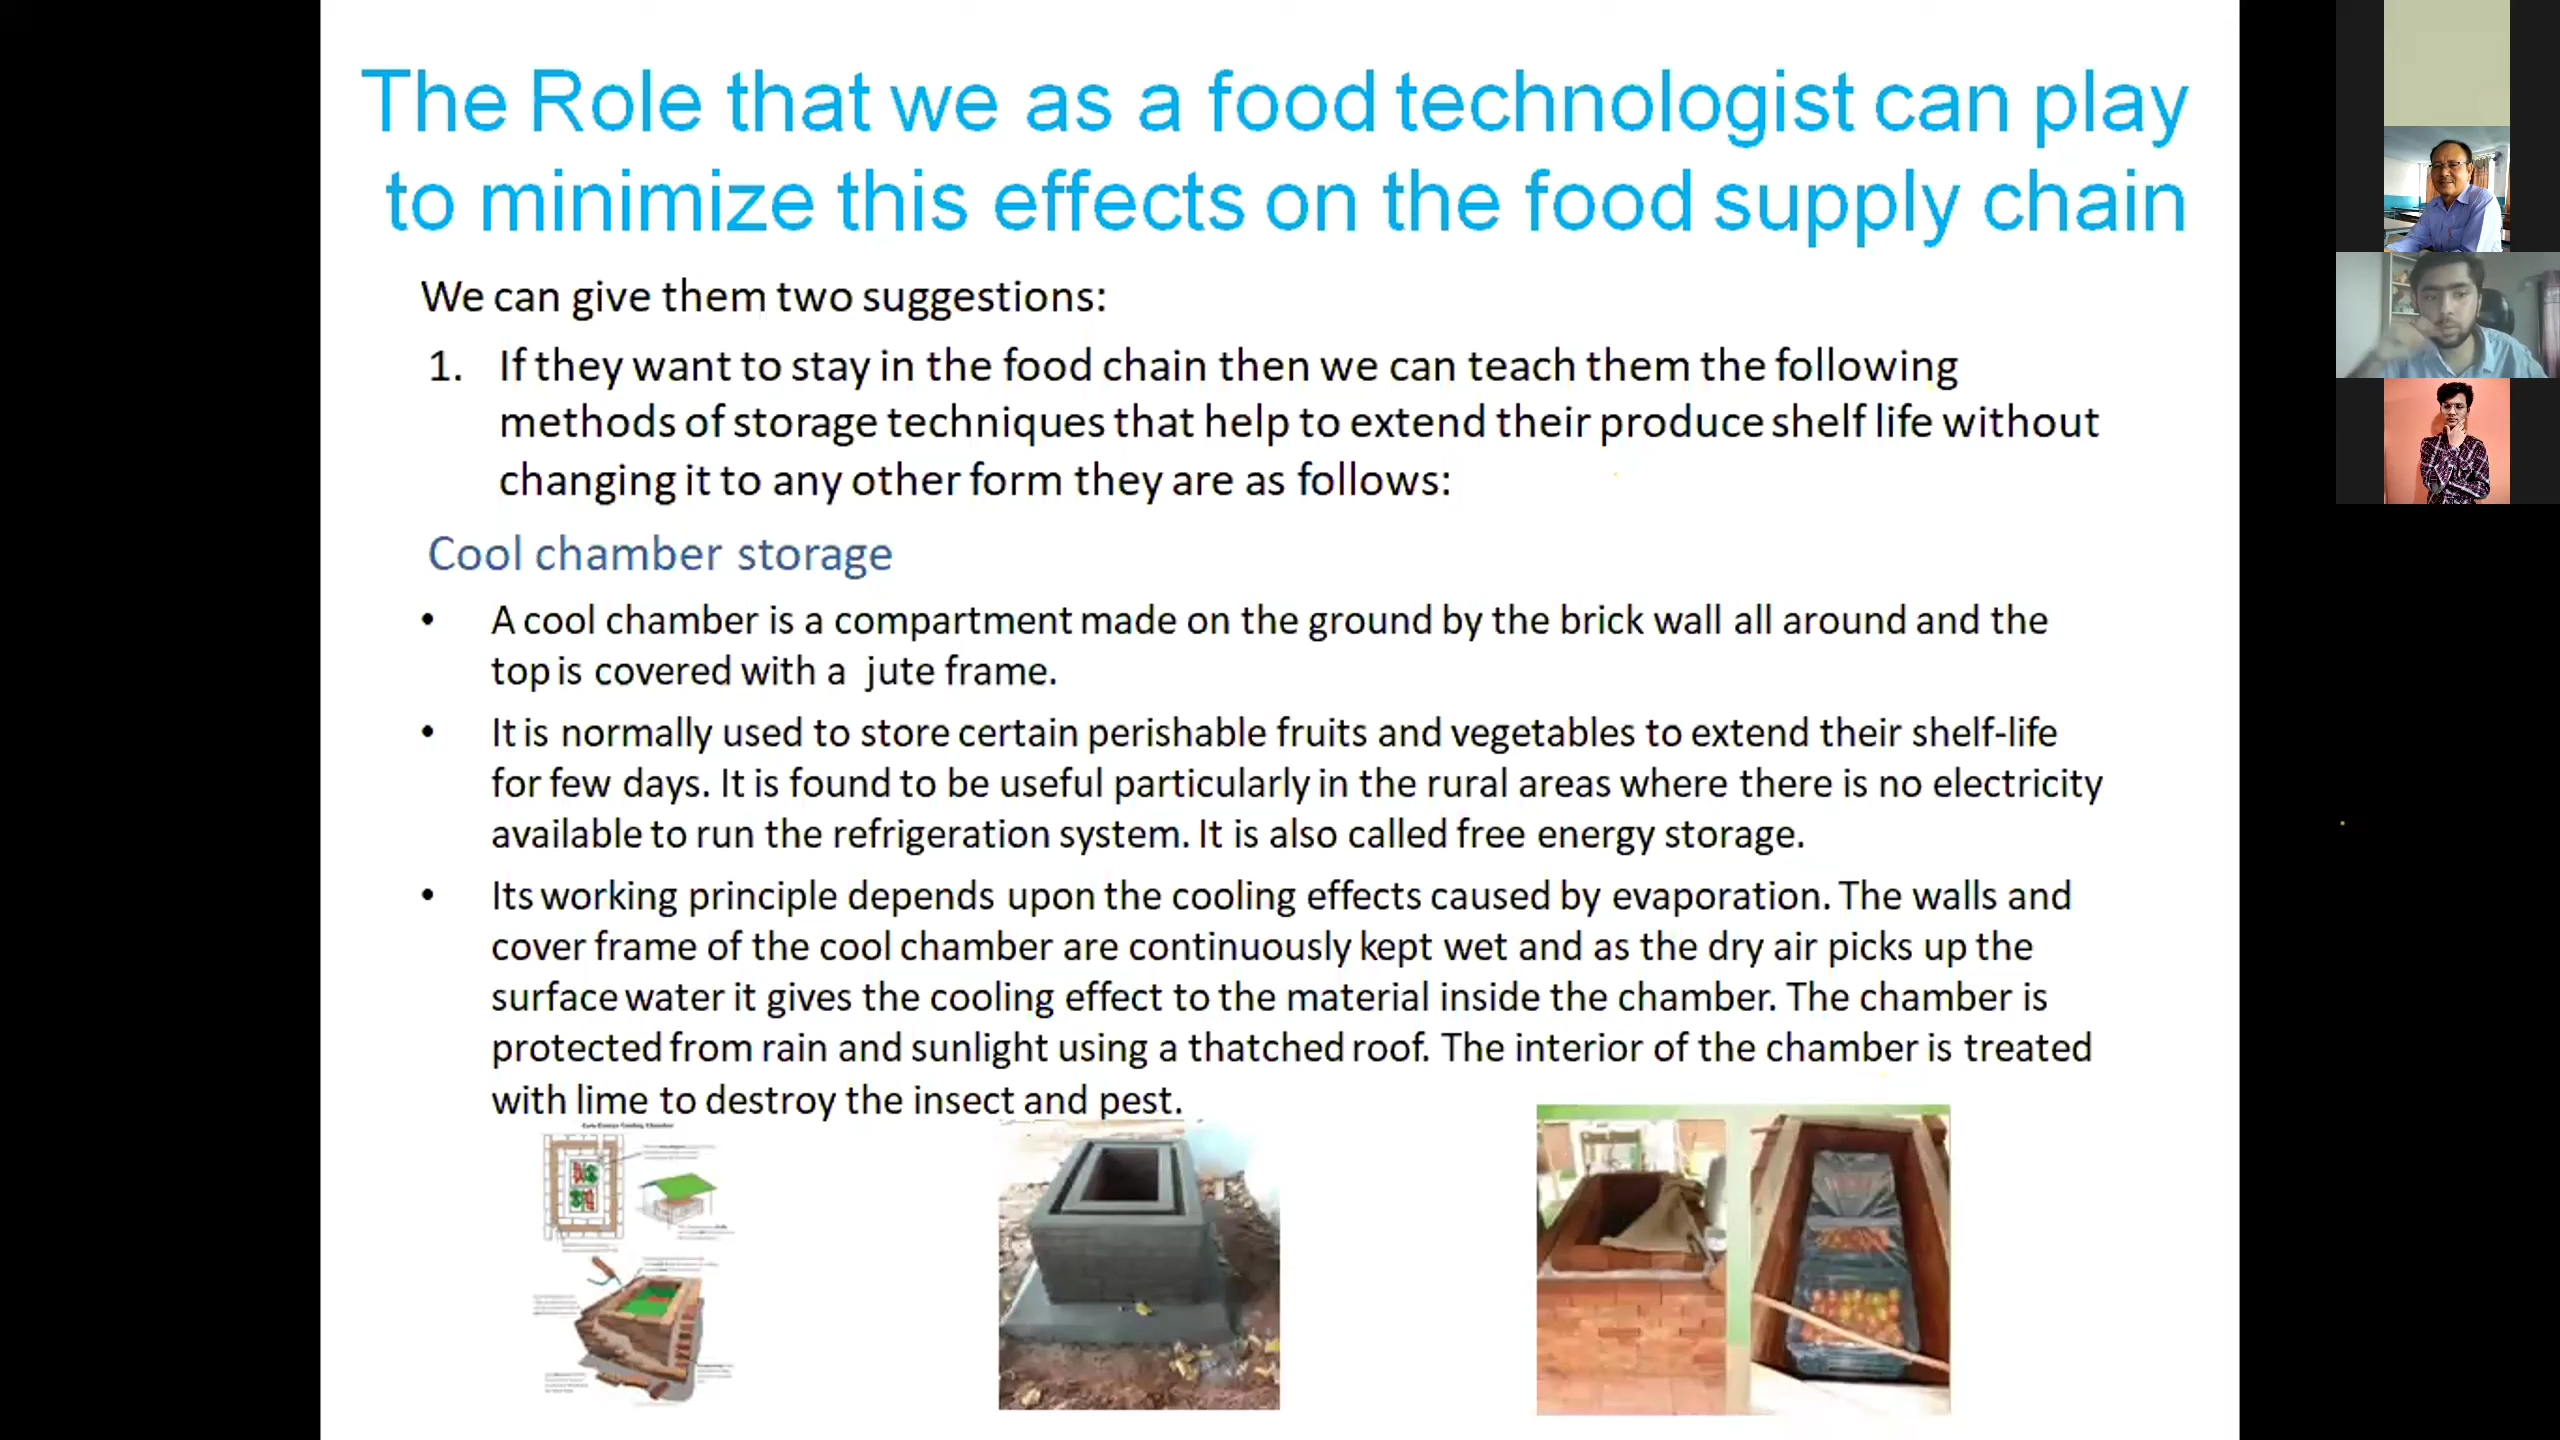 The Role that we as a food technologist can play
to minimize this effects on the food supply chain
We can give them two suggestions:
1. If they want to stay in the food chain then we can teach them the following
methods of storage techniques that help to extend their produce shelf life without
changing it to any other form they are as follows:
Cool chamber storage
• A cool chamber is a compartment made on the ground by the brick wall all around and the
top is covered with a jute frame.
• It is normally used to store certain perishable fruits and vegetables to extend their shelf-life
for few days. It is found to be useful particularly in the rural areas where there is no electricity
available to run the refrigeration system. It is also called free energy storage.
• Its working principle depends upon the cooling effects caused by evaporation. The walls and
cover frame of the cool chamber are continuously kept wet and as the dry air picks up the
surface water it gives the cooling effect to the material inside the chamber. The chamber is
protected from rain and sunlight using a thatched roof. The interior of the chamber is treated
with lime to destroy the insect and pest.